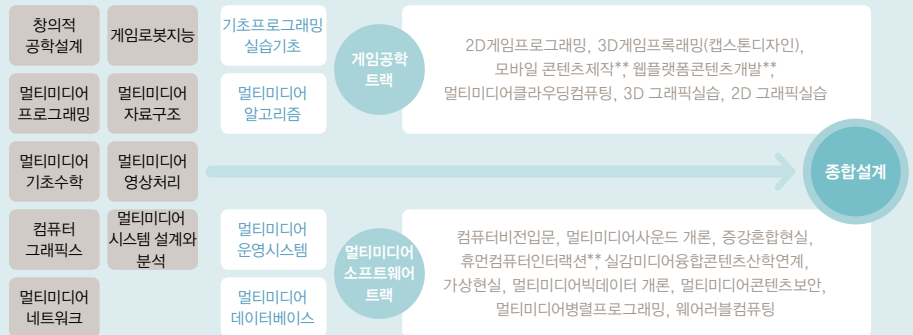 창의적
공학설계
게임로봇지능
기초프로그래밍
실습기초
게임공학
트랙
2D게임프로그래밍, 3D게임프록래밍(캡스톤디자인),
모바일 콘텐츠제작**, 웹플랫폼콘텐츠개발**,
멀티미디어클라우딩컴퓨팅, 3D 그래픽실습, 2D 그래픽실습
멀티미디어
프로그래밍
멀티미디어
자료구조
멀티미디어
알고리즘
멀티미디어
기초수학
멀티미디어
영상처리
종합설계
컴퓨터
그래픽스
멀티미디어
시스템 설계와
분석
멀티미디어
운영시스템
멀티미디어
소프트웨어
트랙
컴퓨터비전입문, 멀티미디어사운드 개론, 증강혼합현실,
휴먼컴퓨터인터랙션**, 실감미디어융합콘텐츠산학연계,
가상현실, 멀티미디어빅데이터 개론, 멀티미디어콘텐츠보안,
멀티미디어병렬프로그래밍, 웨어러블컴퓨팅
멀티미디어
네트워크
멀티미디어
데이터베이스